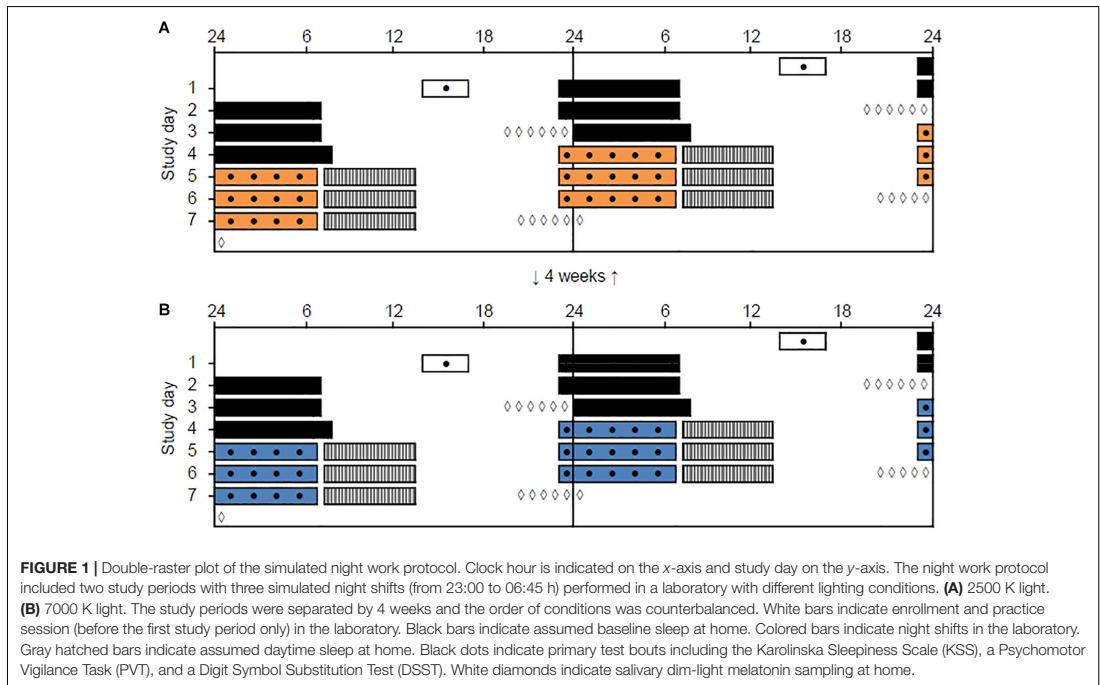 A
24 6 12 18 24 6 12 18 24
Study day
1
2
3
4
5
6
7
↓ 4 weeks ↑
B
24 6 12 18 24 6 12 18 24
Study day
1
2
3
4
5
6
7
FIGURE 1 | Double-raster plot of the simulated night work protocol. Clock hour is indicated on the x-axis and study day on the y-axis. The night work protocol
included two study periods with three simulated night shifts (from 23:00 to 06:45 h) performed in a laboratory with different lighting conditions. (A) 2500 K light.
(B) 7000 K light. The study periods were separated by 4 weeks and the order of conditions was counterbalanced. White bars indicate enrollment and practice
session (before the first study period only) in the laboratory. Black bars indicate assumed baseline sleep at home. Colored bars indicate night shifts in the laboratory.
Gray hatched bars indicate assumed daytime sleep at home. Black dots indicate primary test bouts including the Karolinska Sleepiness Scale (KSS), a Psychomotor
Vigilance Task (PVT), and a Digit Symbol Substitution Test (DSST). White diamonds indicate salivary dim-light melatonin sampling at home.